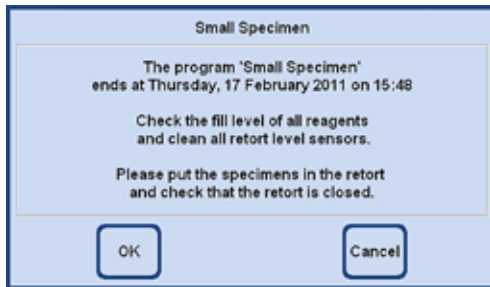 Small Specimen
The program 'Small Specimen'
ends at Thursday, 17 February 2011 on 15:48
Check the fill level of all reagents
and clean all retort level sensors.
Please put the specimens in the retort
and check that the retort is closed.
OK
Cancel